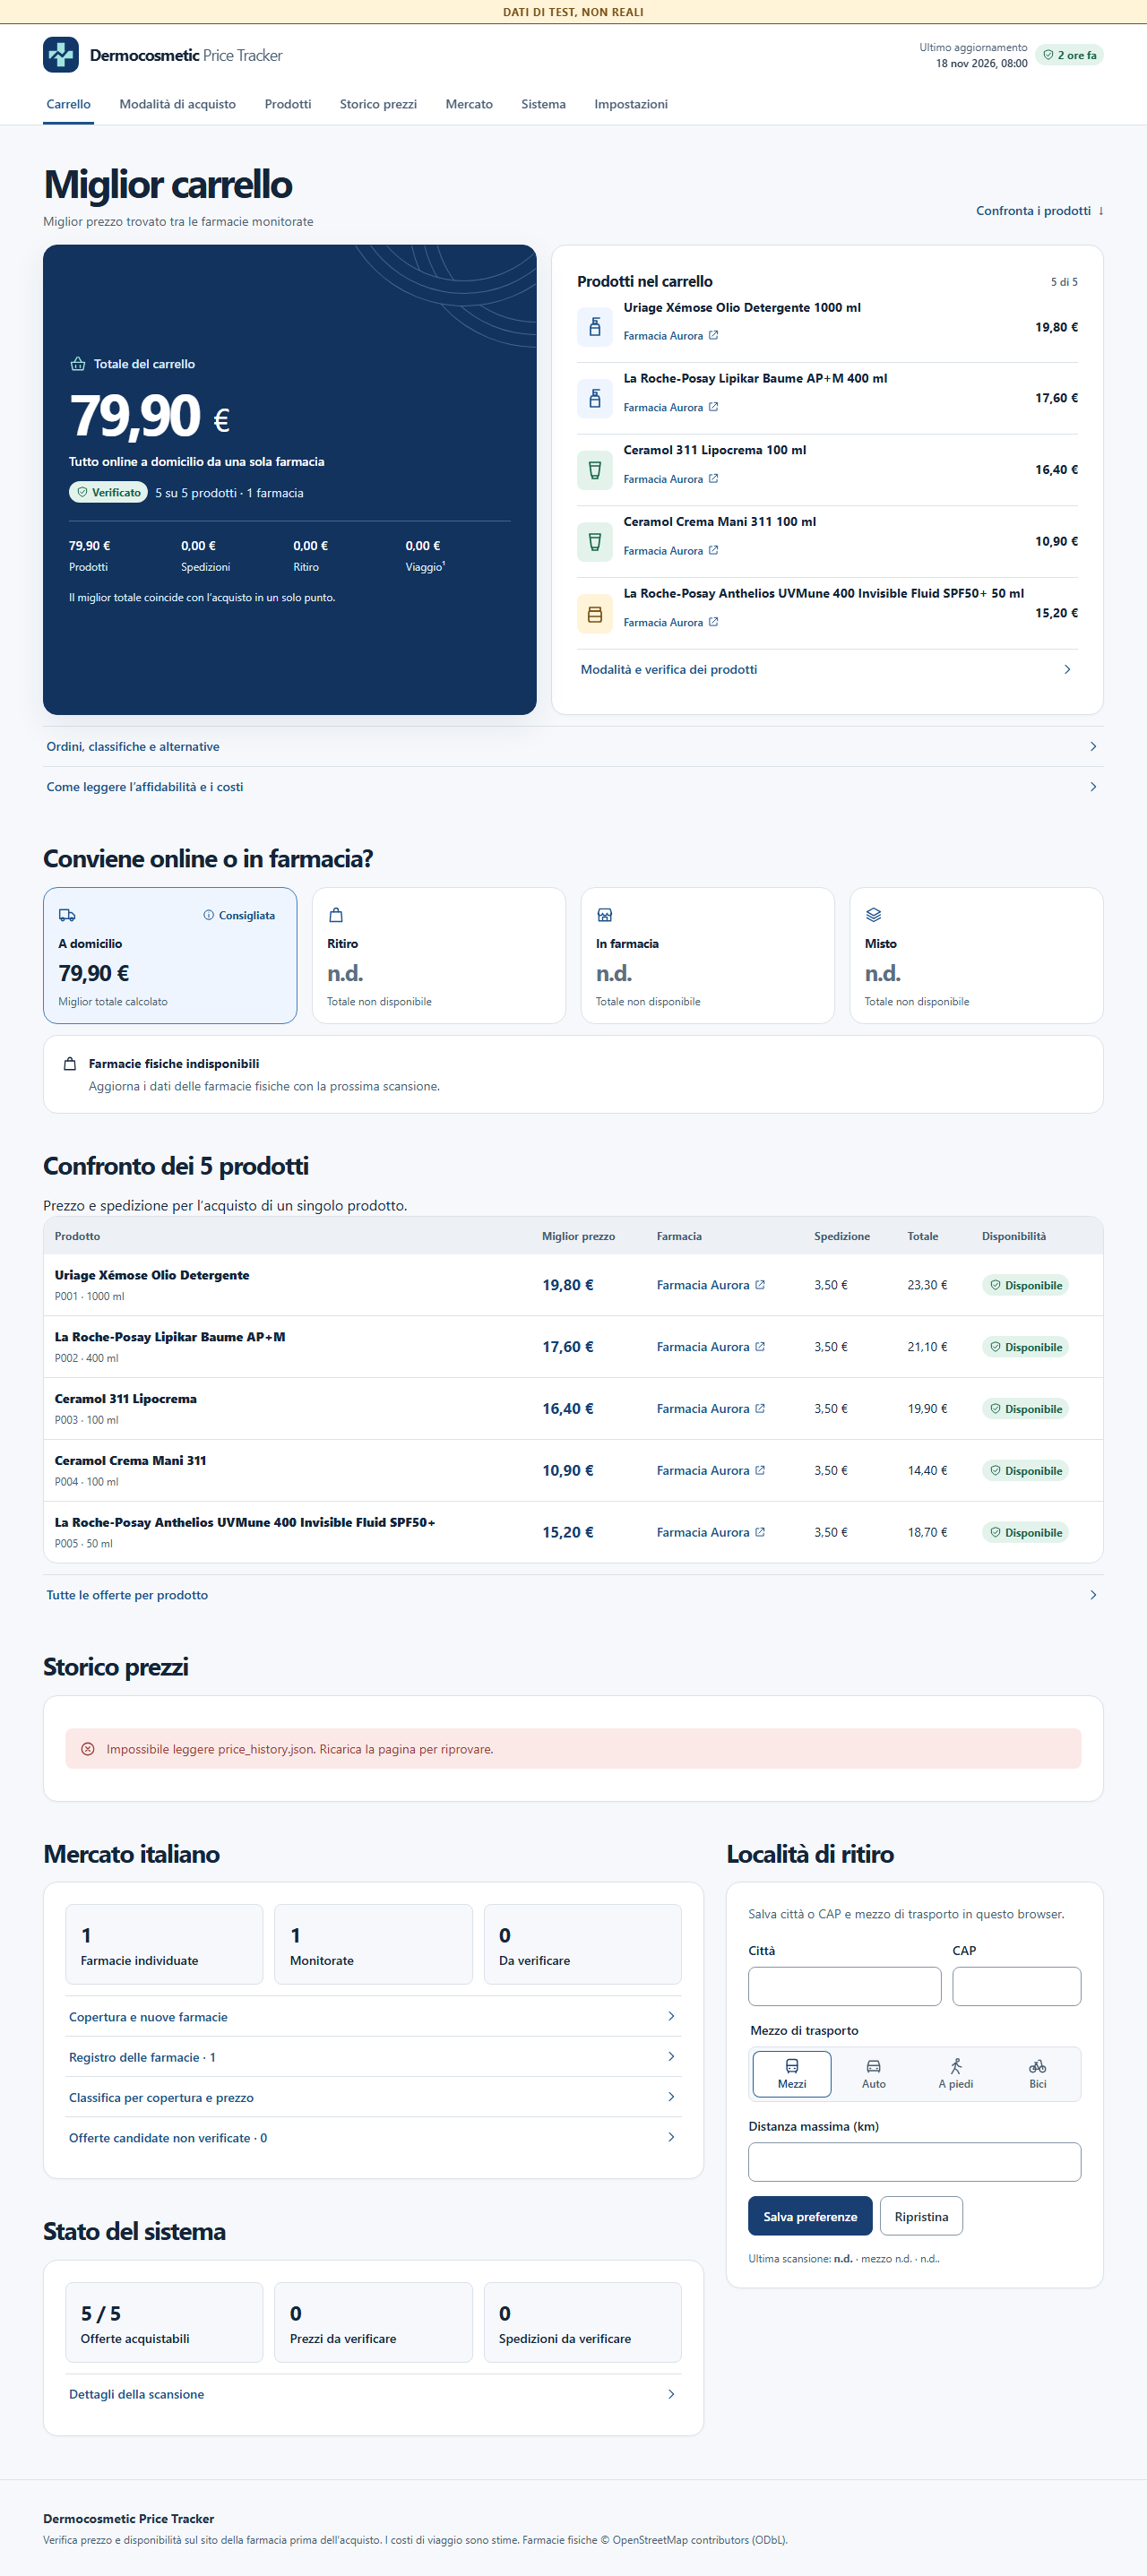 DATI DI TEST, NON REALI
Dermocosmetic Price Tracker
Ultimo aggiornamento
18 nov 2026, 08:00
2 ore fa
Carrello Modalità di acquisto Prodotti Storico prezzi Mercato Sistema Impostazioni
Miglior carrello
Miglior prezzo trovato tra le farmacie monitorate
Confronta i prodotti ↓
Totale del carrello
79,90 €
Tutto online a domicilio da una sola farmacia
Verificato 5 su 5 prodotti · 1 farmacia
79,90 € 0,00 € 0,00 € 0,00 €
Prodotti Spedizioni Ritiro Viaggio¹
Il miglior totale coincide con l’acquisto in un solo punto.
Prodotti nel carrello 5 di 5
Uriage Xémose Olio Detergente 1000 ml
Farmacia Aurora
19,80 €
La Roche-Posay Lipikar Baume AP+M 400 ml
Farmacia Aurora
17,60 €
Ceramol 311 Lipocrema 100 ml
Farmacia Aurora
16,40 €
Ceramol Crema Mani 311 100 ml
Farmacia Aurora
10,90 €
La Roche-Posay Anthelios UVMune 400 Invisible Fluid SPF50+ 50 ml
Farmacia Aurora
15,20 €
Modalità e verifica dei prodotti
Ordini, classifiche e alternative
Come leggere l’affidabilità e i costi
Conviene online o in farmacia?
Consigliata
A domicilio
79,90 €
Miglior totale calcolato
Ritiro
n.d.
Totale non disponibile
In farmacia
n.d.
Totale non disponibile
Misto
n.d.
Totale non disponibile
Farmacie fisiche indisponibili
Aggiorna i dati delle farmacie fisiche con la prossima scansione.
Confronto dei 5 prodotti
Prezzo e spedizione per l’acquisto di un singolo prodotto.
Prodotto Miglior prezzo Farmacia Spedizione Totale Disponibilità
Uriage Xémose Olio Detergente
P001 · 1000 ml
19,80 € Farmacia Aurora 3,50 € 23,30 € Disponibile
La Roche-Posay Lipikar Baume AP+M
P002 · 400 ml
17,60 € Farmacia Aurora 3,50 € 21,10 € Disponibile
Ceramol 311 Lipocrema
P003 · 100 ml
16,40 € Farmacia Aurora 3,50 € 19,90 € Disponibile
Ceramol Crema Mani 311
P004 · 100 ml
10,90 € Farmacia Aurora 3,50 € 14,40 € Disponibile
La Roche-Posay Anthelios UVMune 400 Invisible Fluid SPF50+
P005 · 50 ml
15,20 € Farmacia Aurora 3,50 € 18,70 € Disponibile
Tutte le offerte per prodotto
Storico prezzi
Impossibile leggere price_history.json. Ricarica la pagina per riprovare.
Mercato italiano
1
Farmacie individuate
1
Monitorate
0
Da verificare
Copertura e nuove farmacie
Registro delle farmacie · 1
Classifica per copertura e prezzo
Offerte candidate non verificate · 0
Stato del sistema
5 / 5
Offerte acquistabili
0
Prezzi da verificare
0
Spedizioni da verificare
Dettagli della scansione
Località di ritiro
Salva città o CAP e mezzo di trasporto in questo browser.
Città CAP
Mezzo di trasporto
Mezzi Auto A piedi Bici
Distanza massima (km)
Salva preferenze Ripristina
Ultima scansione: n.d. · mezzo n.d. · n.d..
Dermocosmetic Price Tracker
Verifica prezzo e disponibilità sul sito della farmacia prima dell’acquisto. I costi di viaggio sono stime. Farmacie fisiche © OpenStreetMap contributors (ODbL).